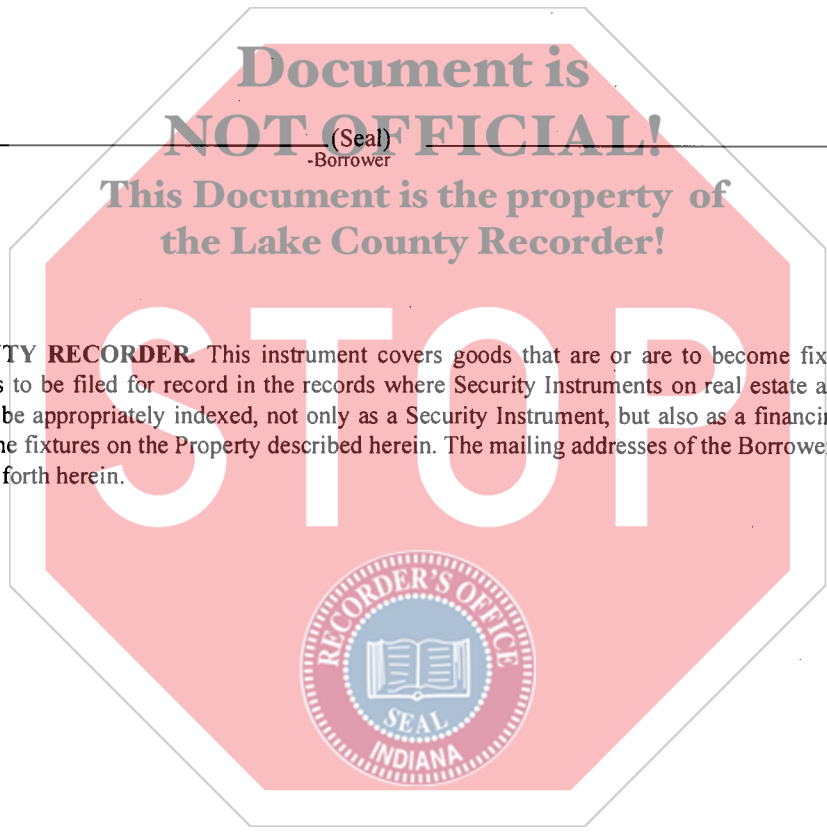 Document is
NOT OFFICIAL!
(Seal)
-Borrower
This Document is the property of
the Lake County Recorder!
STOP
TY RECORDER. This instrument covers goods that are or are to become fix
s to be filed for record in the records where Security Instruments on real estate a
be appropriately indexed, not only as a Security Instrument, but also as a financi
e fixtures on the Property described herein. The mailing addresses of the Borrowe
forth herein.
RECORDER'S OFFICE
SEAL
INDIANA